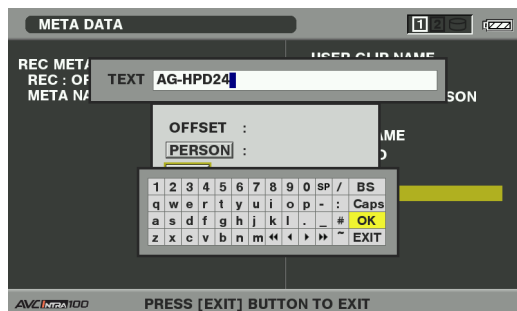 META DATA
1 2
USER CLIP NAME
REC META
REC : OF
META NA
SON
TEXT AG-HPD24
OFFSET :
AME
PERSON :
D
1 2 3 4 5 6 7 8 9 0 SP / BS
q w e r t y u i o p - : Caps
a s d f g h j k l . _ # OK
z x c v b n m ◀◀ ◀ ▶ ▶▶ ~ EXIT
AVC INTRA 100 PRESS [EXIT] BUTTON TO EXIT